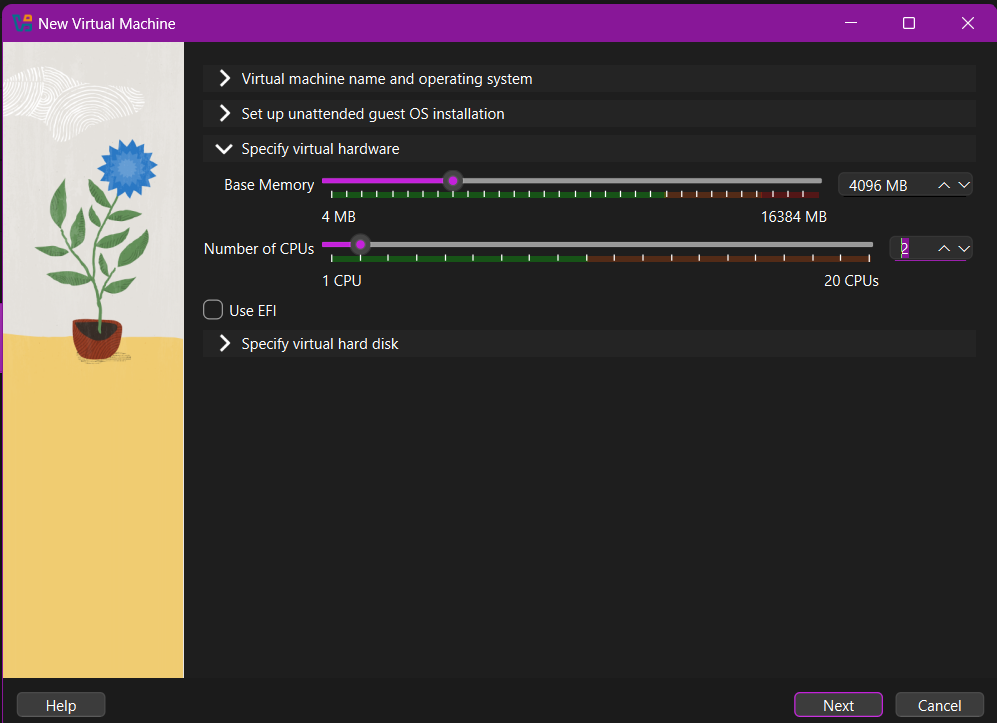 New Virtual Machine
Virtual machine name and operating system
Set up unattended guest OS installation
Specify virtual hardware
Base Memory
4096 MB
4 MB
16384 MB
Number of CPUs
2
1 CPU
20 CPUs
Use EFI
Specify virtual hard disk
Help
Next
Cancel